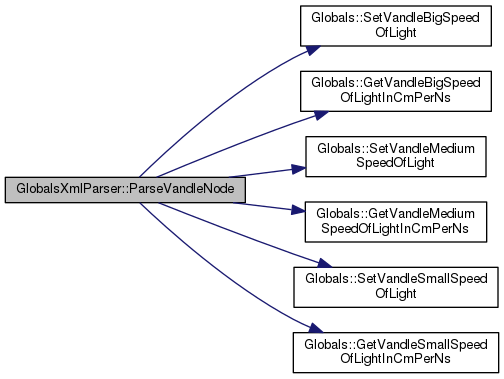 Globals::SetVandleBigSpeed
OfLight
Globals::GetVandleBigSpeed
OfLightInCmPerNs
Globals::SetVandleMedium
SpeedOfLight
GlobalsXmlParser::ParseVandleNode
Globals::GetVandleMedium
SpeedOfLightInCmPerNs
Globals::SetVandleSmallSpeed
OfLight
Globals::GetVandleSmallSpeed
OfLightInCmPerNs